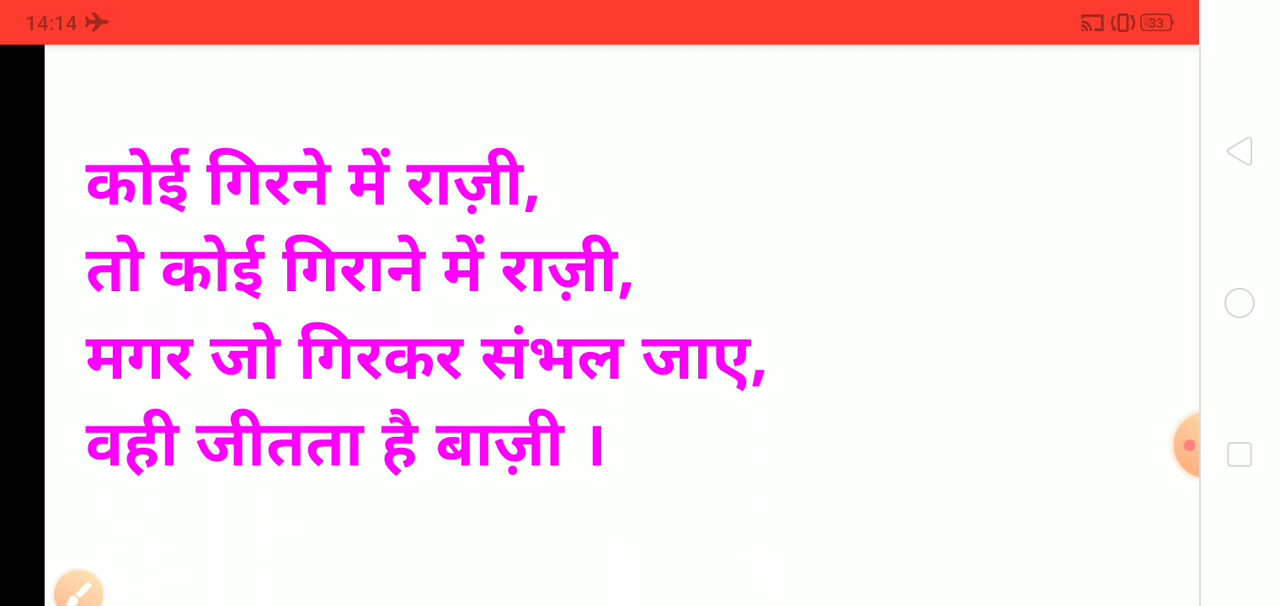 14:14
33
कोई गिरने में राज़ी,
तो कोई गिराने में राज़ी,
मगर जो गिरकर संभल जाए,
वही जीतता है बाज़ी ।